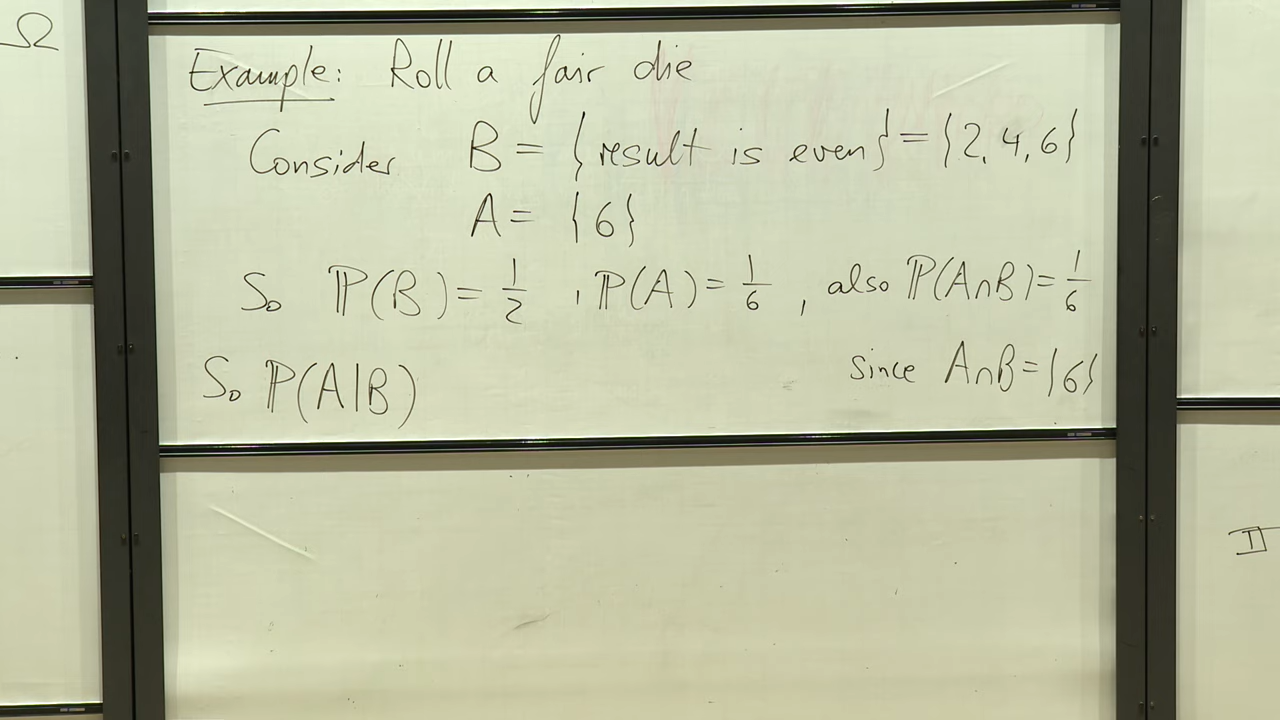 Ω
Example: Roll a fair die
Consider B = {result is even} = {2, 4, 6}
A = {6}
So ℙ(B) = 1/2 , ℙ(A) = 1/6 , also ℙ(A∩B) = 1/6
since A∩B = {6}
So ℙ(A|B)